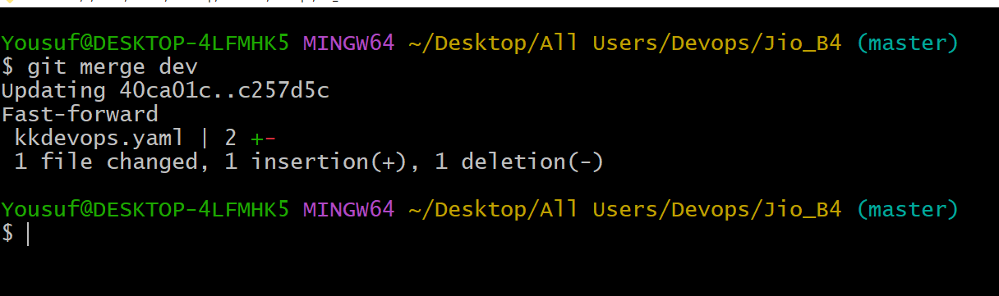 Yousuf@DESKTOP-4LFMHK5 MINGW64 ~/Desktop/All Users/Devops/Jio_B4 (master)
$ git merge dev
Updating 40ca01c..c257d5c
Fast-forward
 kkdevops.yaml | 2 +-
 1 file changed, 1 insertion(+), 1 deletion(-)
Yousuf@DESKTOP-4LFMHK5 MINGW64 ~/Desktop/All Users/Devops/Jio_B4 (master)
$